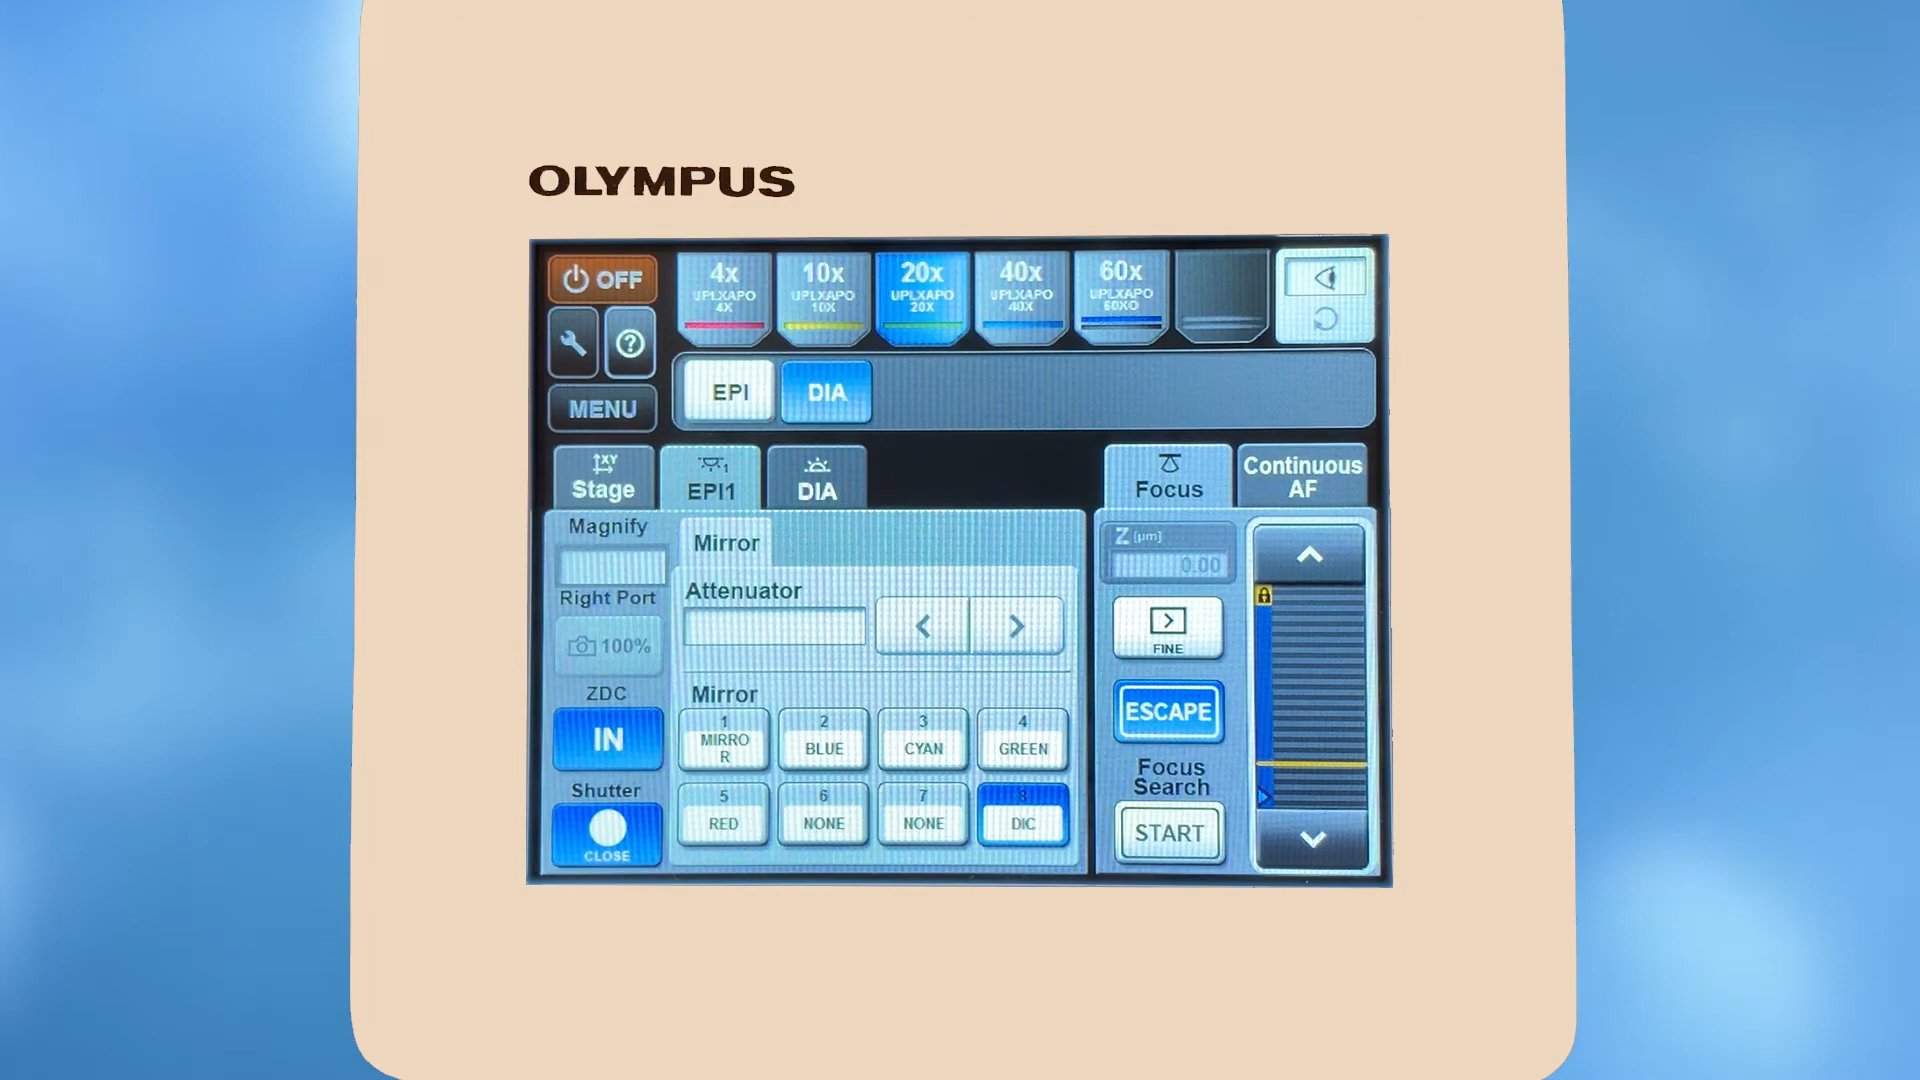 OLYMPUS
OFF
4x
UPLXAPO
4X
10x
UPLXAPO
10X
20x
UPLXAPO
20X
40x
UPLXAPO
40X
60x
UPLXAPO
60XO
?
MENU
EPI
DIA
XY
Stage
1
EPI1
DIA
Focus
Continuous
AF
Magnify
Right Port
100%
ZDC
IN
Shutter
CLOSE
Mirror
Attenuator
< >
Mirror
1
MIRRO
R
2
BLUE
3
CYAN
4
GREEN
5
RED
6
NONE
7
NONE
8
DIC
Z [μm]
0.00
FINE
ESCAPE
Focus
Search
START